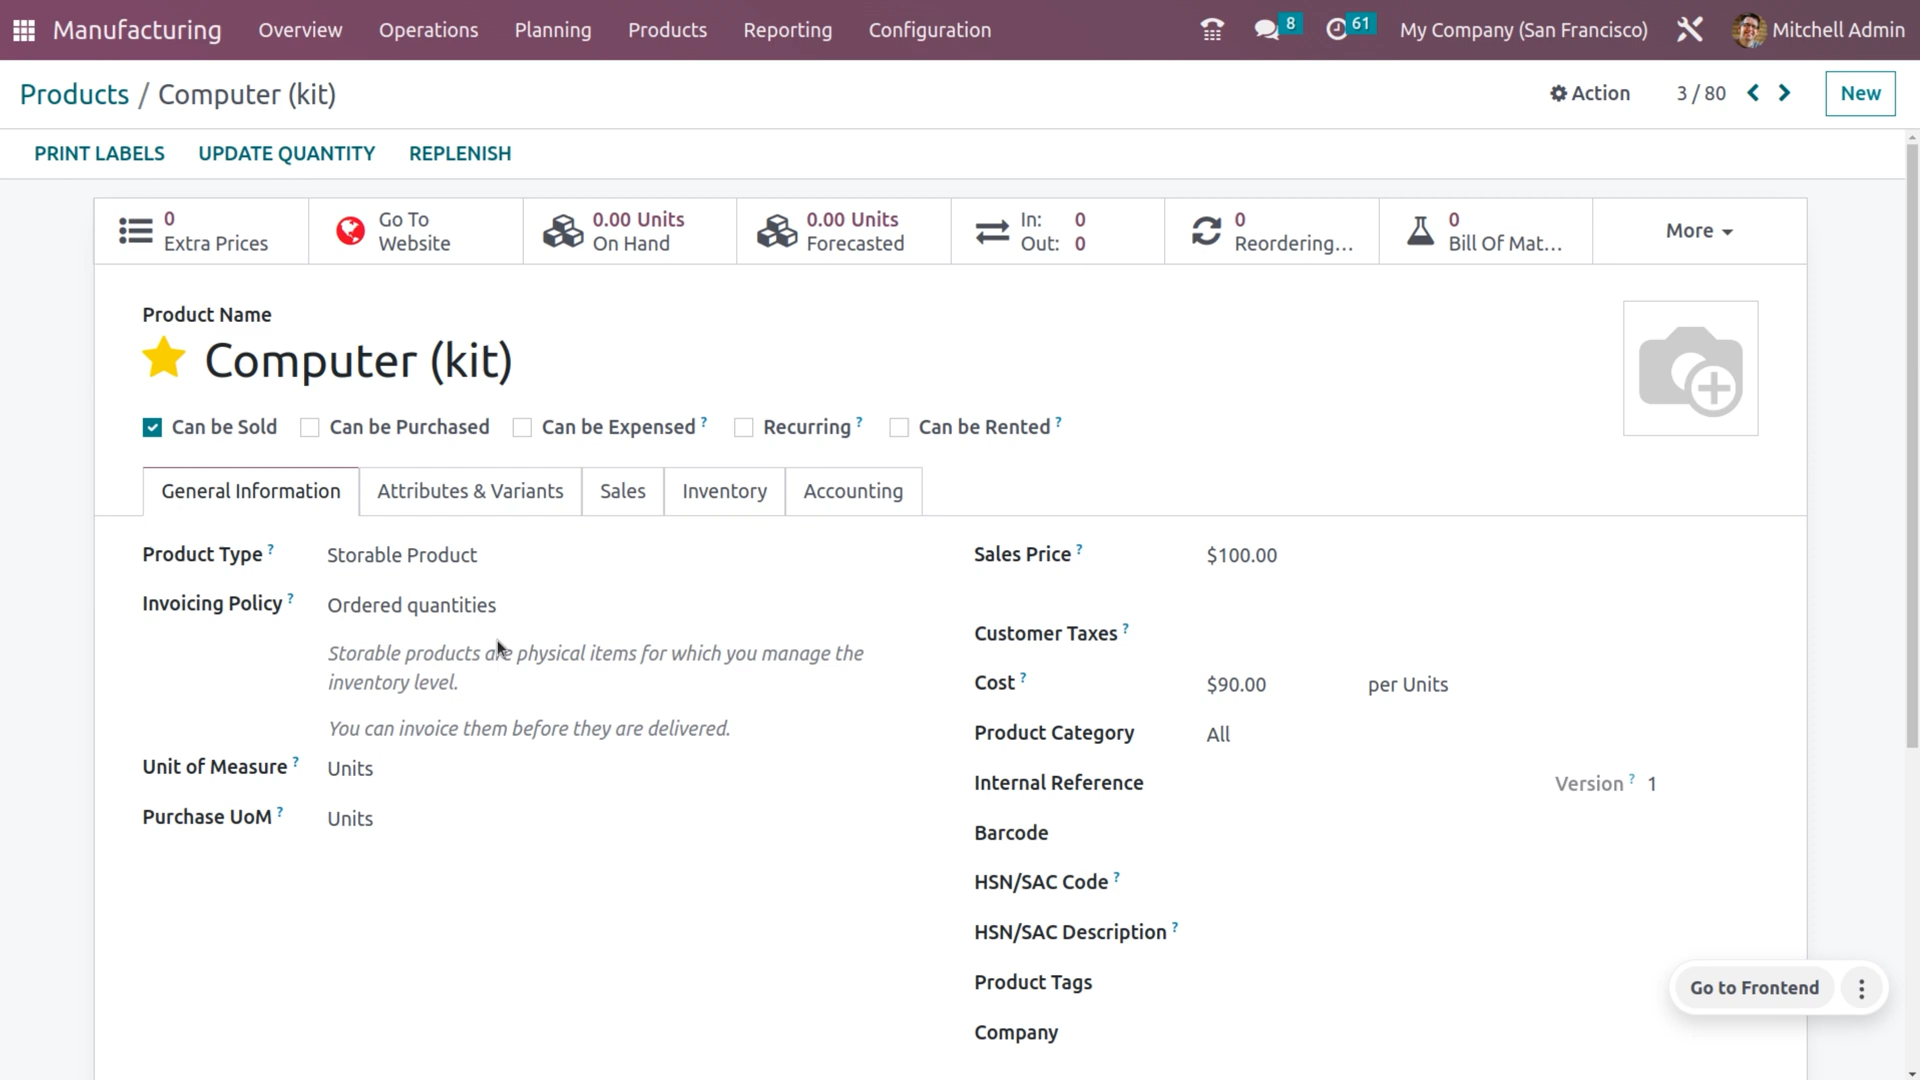 Manufacturing Overview Operations Planning Products Reporting Configuration 8 61 My Company (San Francisco) Mitchell Admin
Products / Computer (kit) Action 3 / 80 New
PRINT LABELS UPDATE QUANTITY REPLENISH
0
Extra Prices
Go To
Website
0.00 Units
On Hand
0.00 Units
Forecasted
In: 0
Out: 0
0
Reordering...
0
Bill Of Mat...
More
Product Name
Computer (kit)
Can be Sold Can be Purchased Can be Expensed ? Recurring ? Can be Rented ?
General Information Attributes & Variants Sales Inventory Accounting
Product Type ? Storable Product
Invoicing Policy ? Ordered quantities
Storable products are physical items for which you manage the
inventory level.
You can invoice them before they are delivered.
Unit of Measure ? Units
Purchase UoM ? Units
Sales Price ? $100.00
Customer Taxes ?
Cost ? $90.00 per Units
Product Category All
Internal Reference Version ? 1
Barcode
HSN/SAC Code ?
HSN/SAC Description ?
Product Tags
Company
Go to Frontend